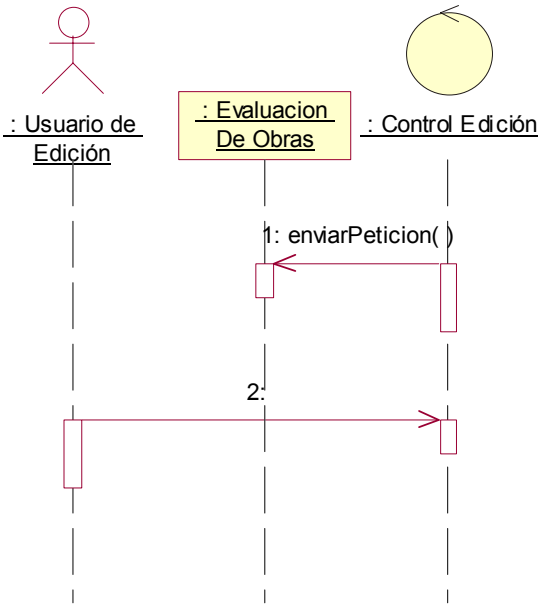 : Usuario de
Edición
: Evaluacion
De Obras
: Control Edición
1: enviarPeticion( )
2: